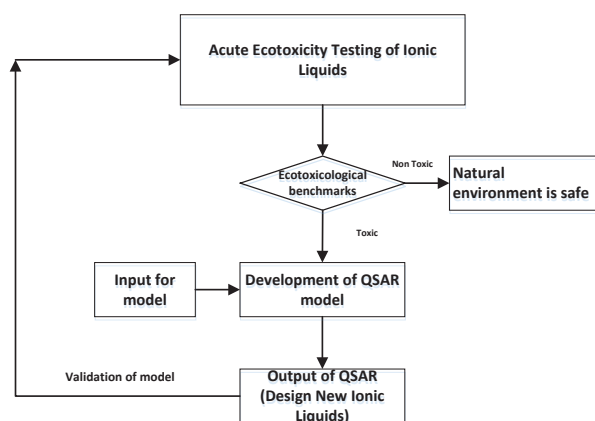 Acute Ecotoxicity Testing of Ionic
Liquids
Ecotoxicological
benchmarks
Non Toxic
Natural
environment is safe
Toxic
Input for
model
Development of QSAR
model
Validation of model
Output of QSAR
(Design New Ionic
Liquids)